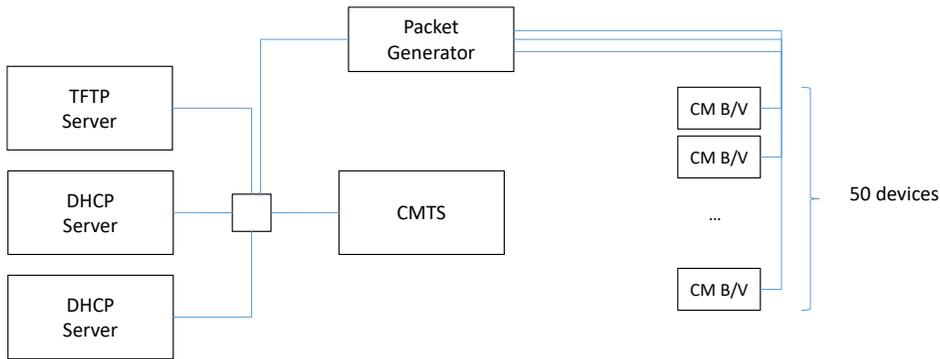 Packet
Generator
TFTP
Server
CM B/V
CM B/V
DHCP
Server
CMTS
...
50 devices
DHCP
Server
CM B/V